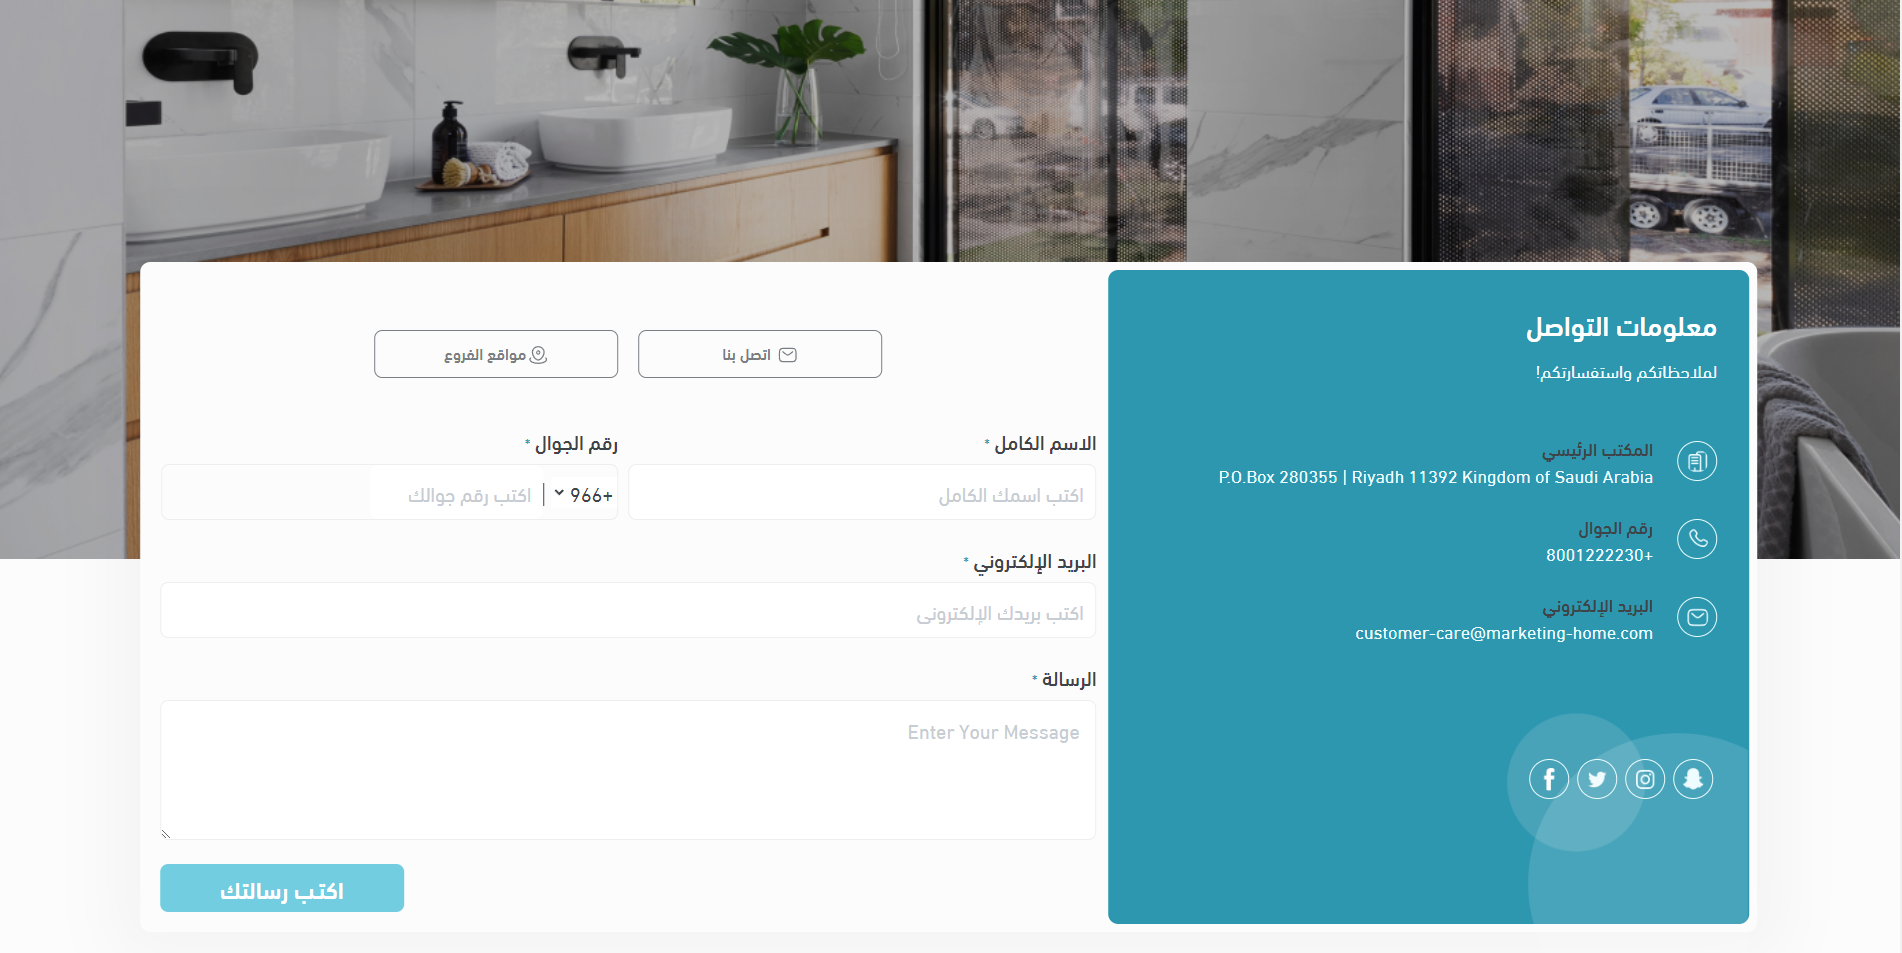 معلومات التواصل
لملاحظاتكم واستفسارتكم!
المكتب الرئيسي
P.O.Box 280355 | Riyadh 11392 Kingdom of Saudi Arabia
رقم الجوال
8001222230+
البريد الإلكتروني
customer-care@marketing-home.com
اتصل بنا
مواقع الفروع
الاسم الكامل *
اكتب اسمك الكامل
رقم الجوال *
+966
اكتب رقم جوالك
البريد الإلكتروني *
اكتب بريدك الإلكتروني
الرسالة *
Enter Your Message
اكتب رسالتك